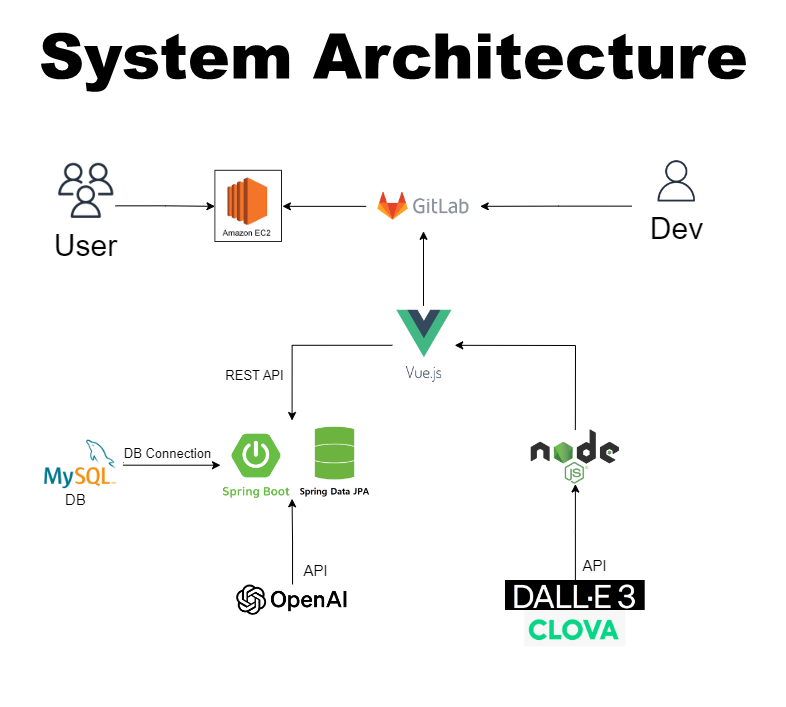 System Architecture
Amazon EC2
GitLab
User
Dev
REST API
Vue.js
DB Connection
MySQL
DB
Spring Boot
Spring Data JPA
node
JS
API
OpenAI
API
DALL·E 3
CLOVA